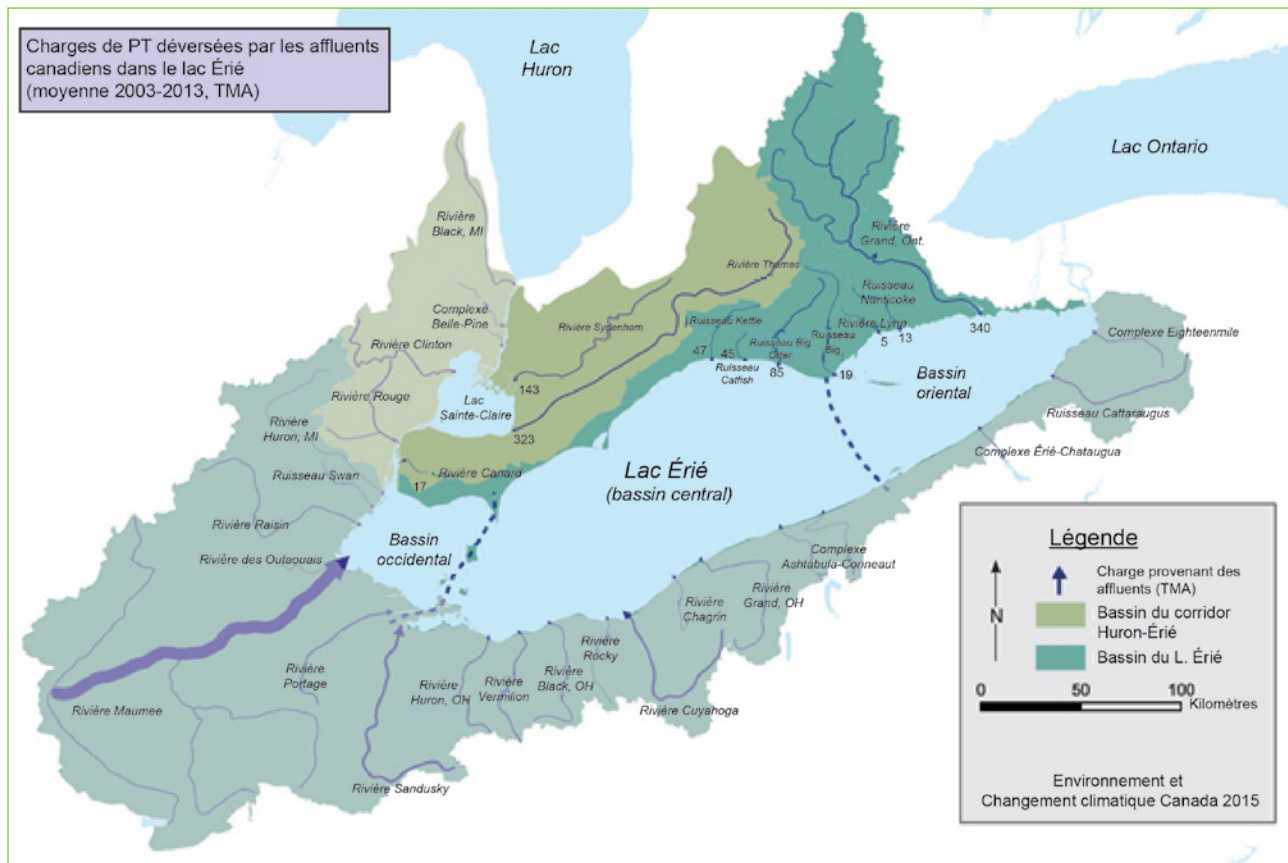 Charges de PT déversées par les affluents
canadiens dans le lac Érié
(moyenne 2003-2013, TMA)
Lac
Huron
Lac Ontario
Rivière
Black, MI
Complexe
Belle-Pine
Rivière Clinton
Rivière Rouge
Lac
Sainte-Claire
Rivière
Huron, MI
Ruisseau Swan
Rivière Raisin
Rivière des Outaouais
Rivière Canard
17
Rivière Sydenham
143
323
Rivière Thames
Rivière
Grand, Ont.
Ruisseau
Nanticoke
Rivière Lynn
Ruisseau Kettle
47
45
Ruisseau
Catfish
Ruisseau Big
Otter
85
Ruisseau
Big
19
5
13
340
Bassin
oriental
Complexe Eighteenmile
Ruisseau Cattaraugus
Complexe Érié-Chataugua
Lac Érié
(bassin central)
Bassin
occidental
Complexe
Ashtabula-Conneaut
Rivière
Grand, OH
Rivière
Chagrin
Rivière
Rocky
Rivière
Black, OH
Rivière
Vermilion
Rivière
Huron, OH
Rivière
Portage
Rivière Maumee
Rivière Sandusky
Rivière Cuyahoga
Légende
N
Charge provenant des
affluents (TMA)
Bassin du corridor
Huron-Érié
Bassin du L. Érié
0 50 100
Kilomètres
Environnement et
Changement climatique Canada 2015